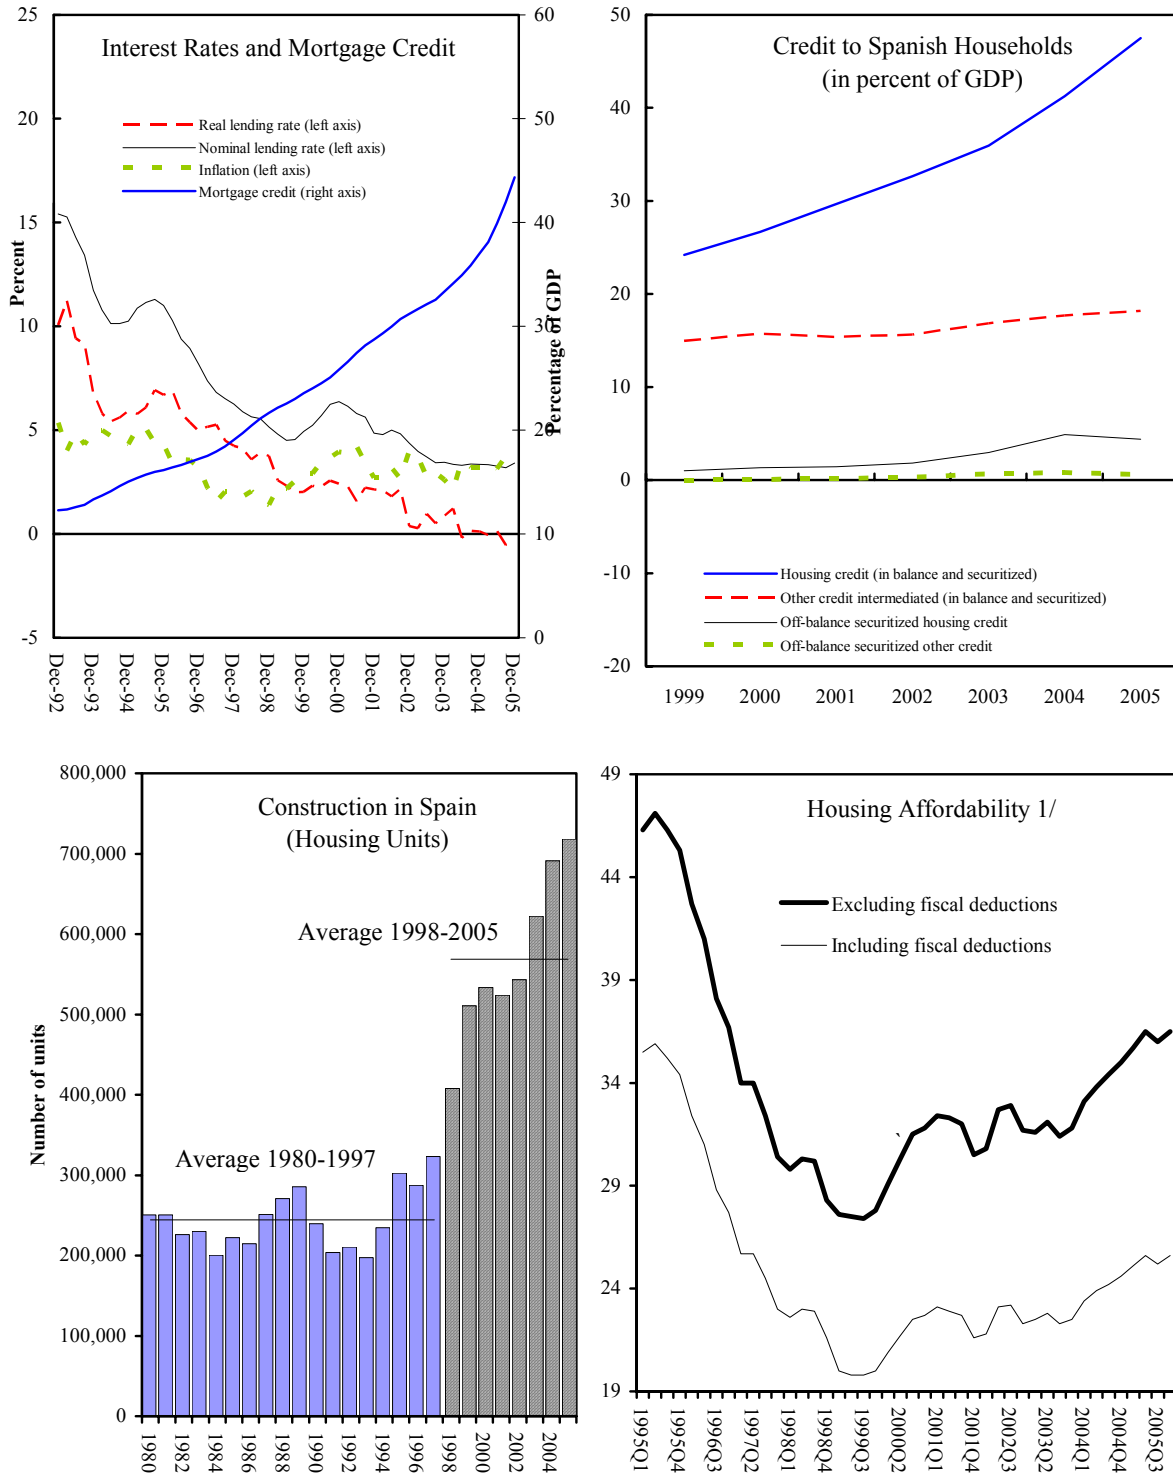 Interest Rates and Mortgage Credit
Real lending rate (left axis)
Nominal lending rate (left axis)
Inflation (left axis)
Mortgage credit (right axis)
Percent
Percentage of GDP
25
20
15
10
5
0
-5
60
50
40
30
20
10
0
Dec-92
Dec-93
Dec-94
Dec-95
Dec-96
Dec-97
Dec-98
Dec-99
Dec-00
Dec-01
Dec-02
Dec-03
Dec-04
Dec-05
Credit to Spanish Households
(in percent of GDP)
50
40
30
20
10
0
-10
-20
Housing credit (in balance and securitized)
Other credit intermediated (in balance and securitized)
Off-balance securitized housing credit
Off-balance securitized other credit
1999
2000
2001
2002
2003
2004
2005
Construction in Spain
(Housing Units)
Average 1998-2005
Average 1980-1997
Number of units
800,000
700,000
600,000
500,000
400,000
300,000
200,000
100,000
0
1980
1982
1984
1986
1988
1990
1992
1994
1996
1998
2000
2002
2004
Housing Affordability 1/
Excluding fiscal deductions
Including fiscal deductions
`
49
44
39
34
29
24
19
1995Q1
1995Q4
1996Q3
1997Q2
1998Q1
1998Q4
1999Q3
2000Q2
2001Q1
2001Q4
2002Q3
2003Q2
2004Q1
2004Q4
2005Q3